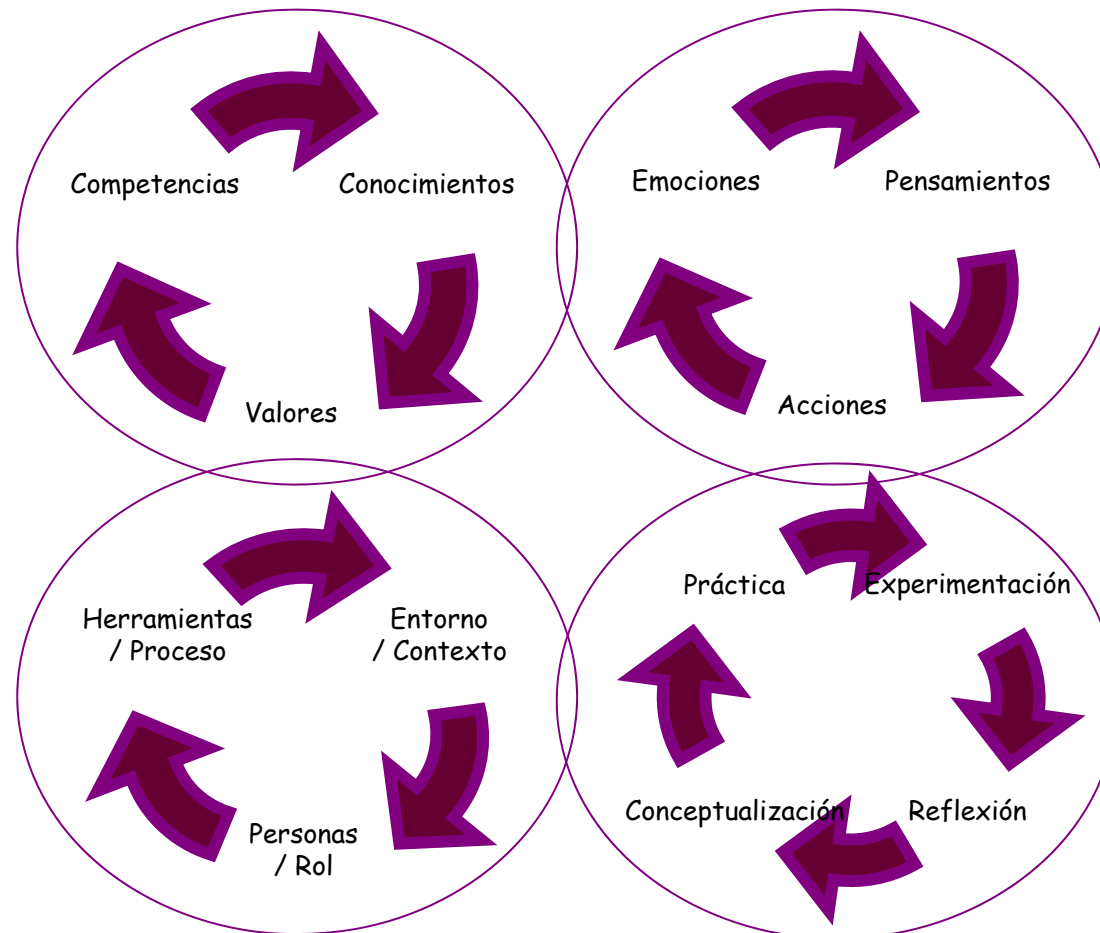 Competencias
Conocimientos
Valores
Emociones
Pensamientos
Acciones
Herramientas
/ Proceso
Entorno
/ Contexto
Personas
/ Rol
Práctica
Experimentación
Conceptualización
Reflexión